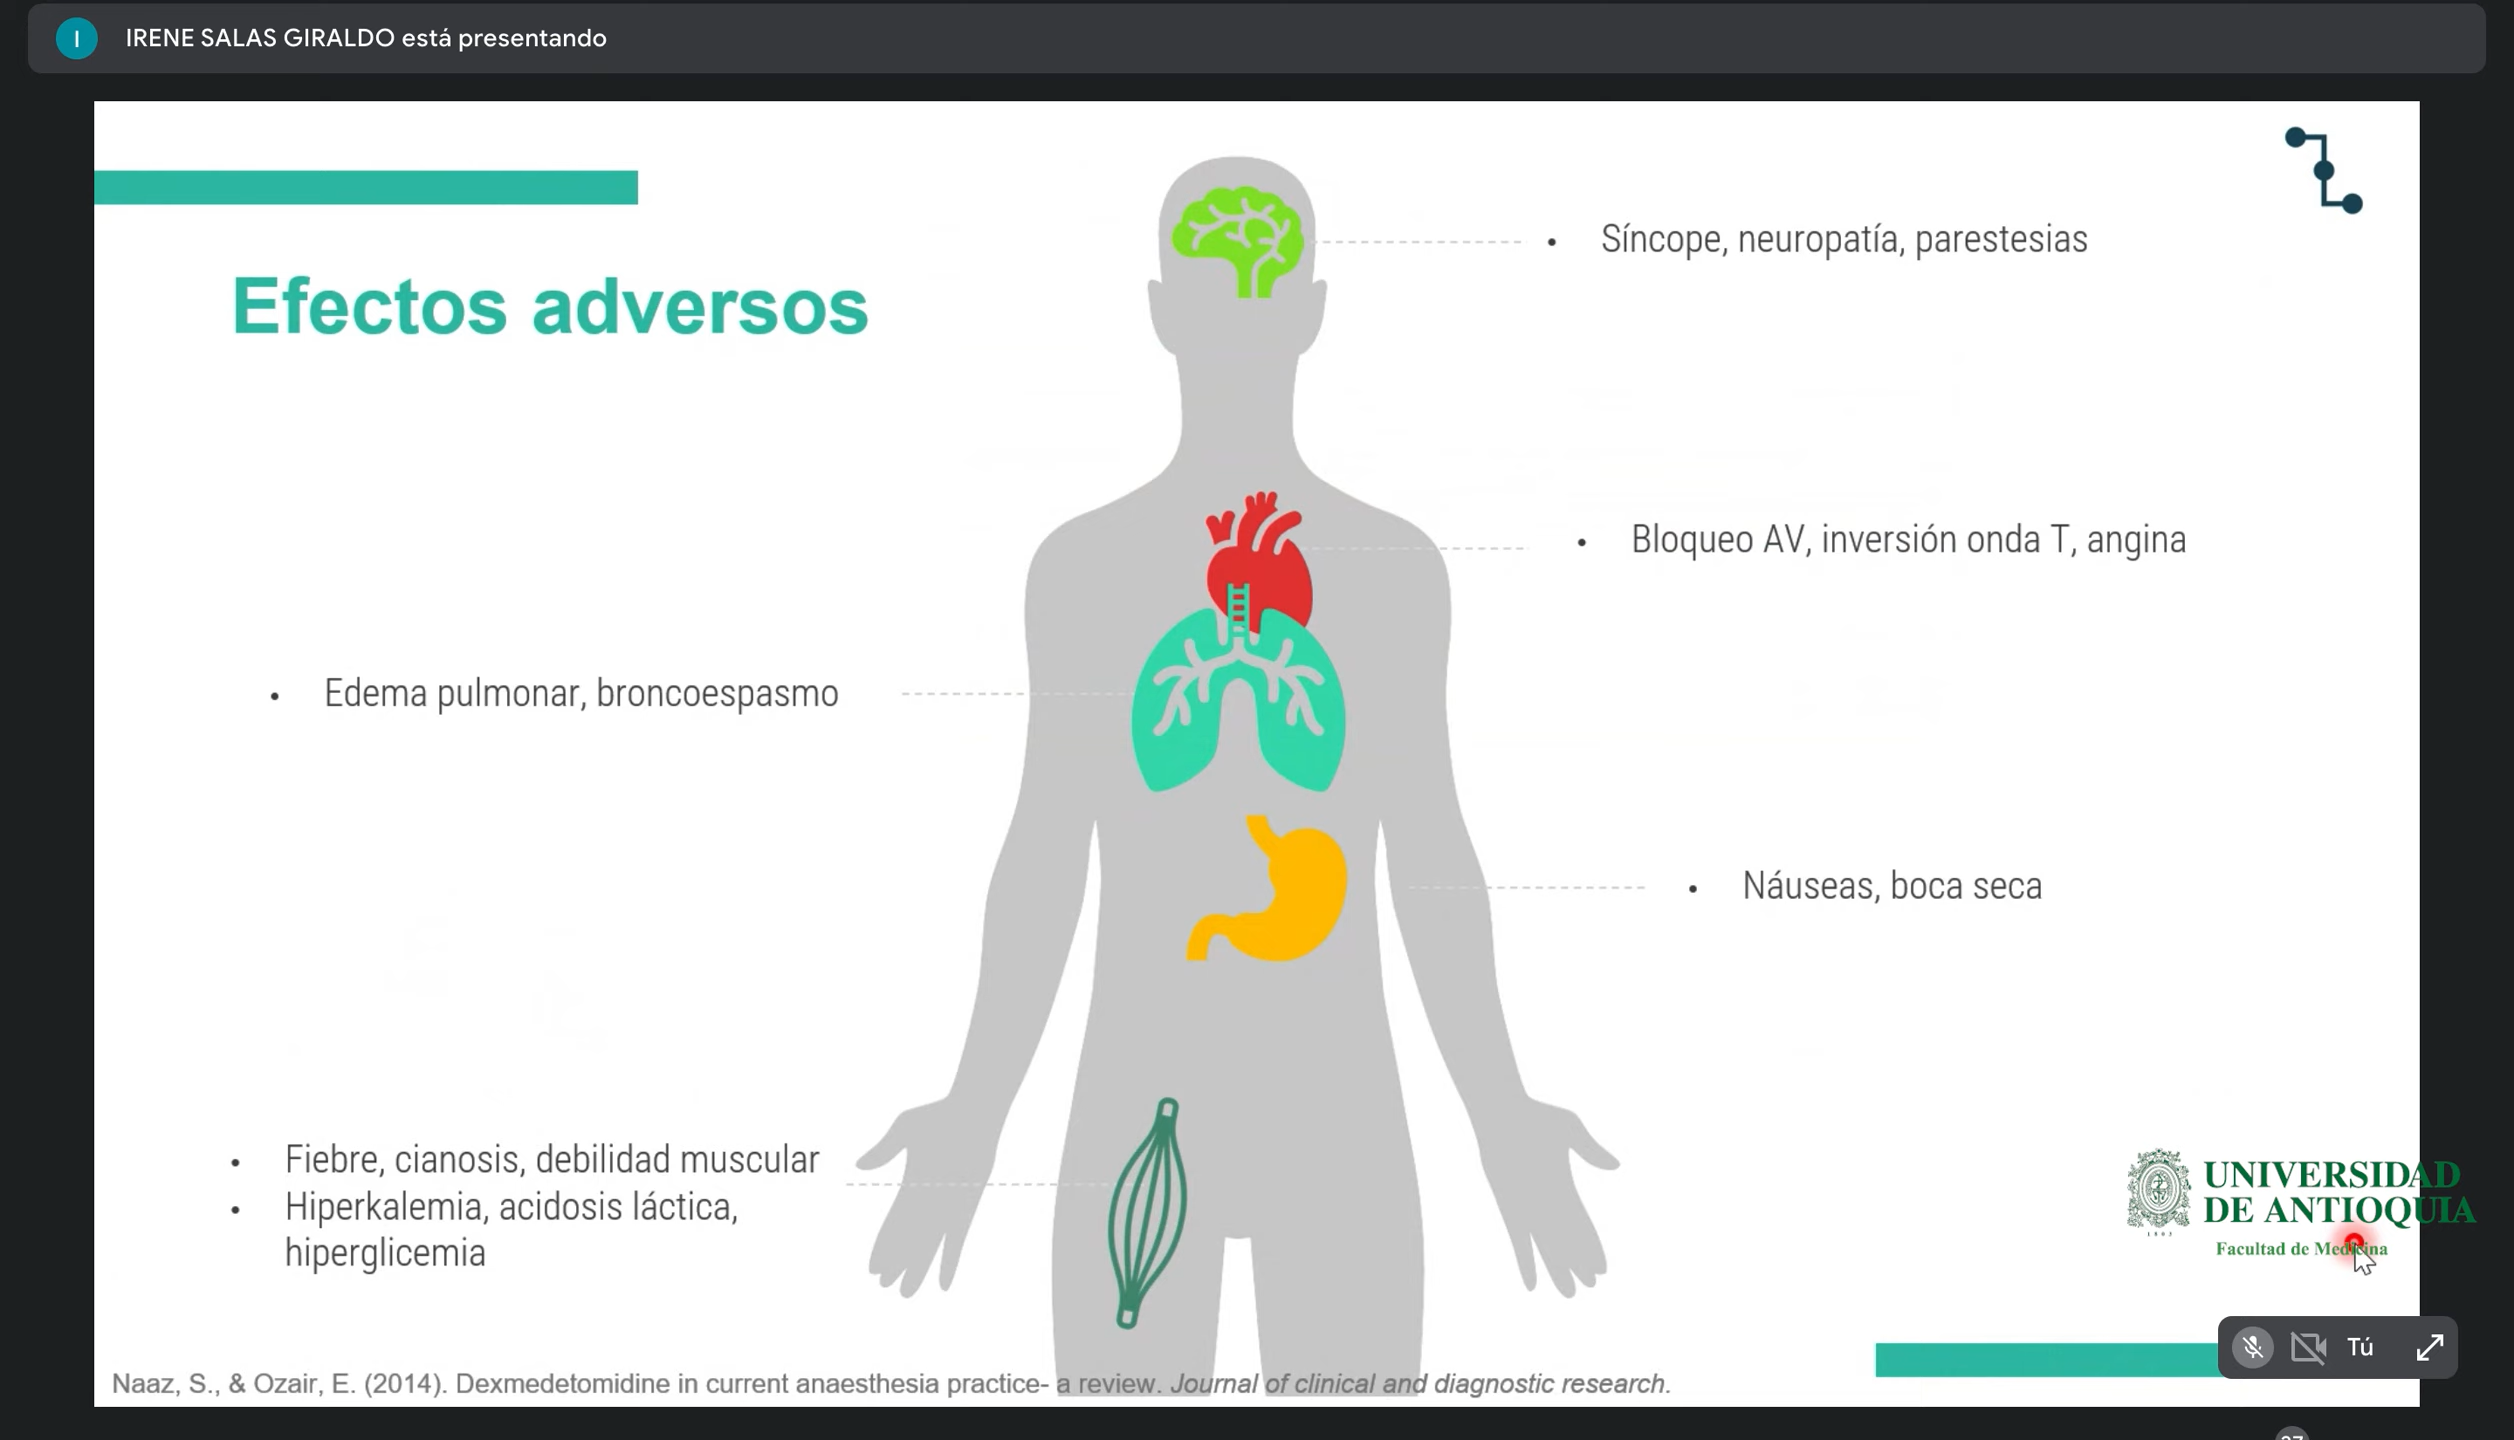 I
IRENE SALAS GIRALDO está presentando
Efectos adversos
• Síncope, neuropatía, parestesias
• Bloqueo AV, inversión onda T, angina
• Edema pulmonar, broncoespasmo
• Náuseas, boca seca
• Fiebre, cianosis, debilidad muscular
• Hiperkalemia, acidosis láctica,
hiperglicemia
UNIVERSIDAD
DE ANTIOQUIA
1803
Facultad de Medicina
Tú
Naaz, S., & Ozair, E. (2014). Dexmedetomidine in current anaesthesia practice- a review. Journal of clinical and diagnostic research.